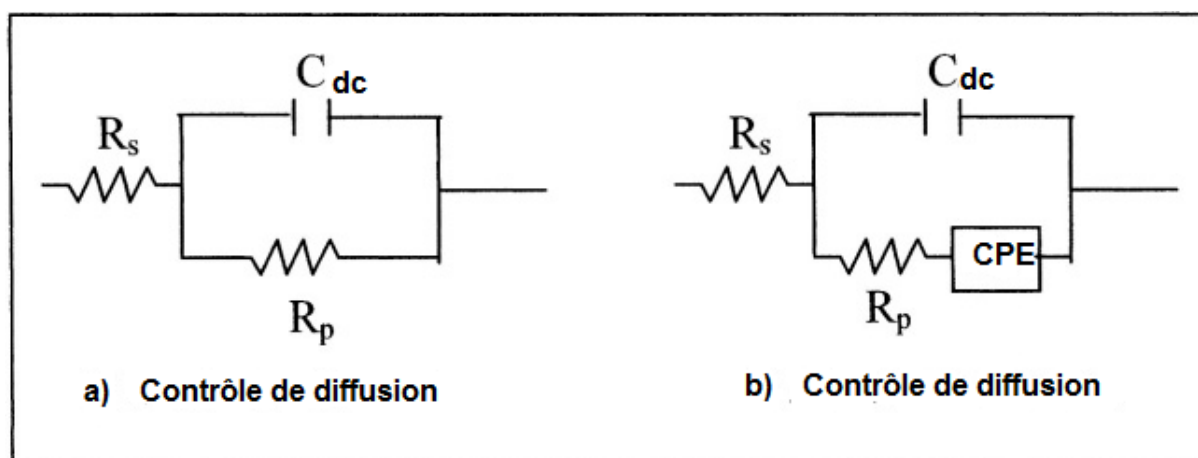 C dc
R s
R p
a) Contrôle de diffusion
C dc
R s
CPE
R p
b) Contrôle de diffusion